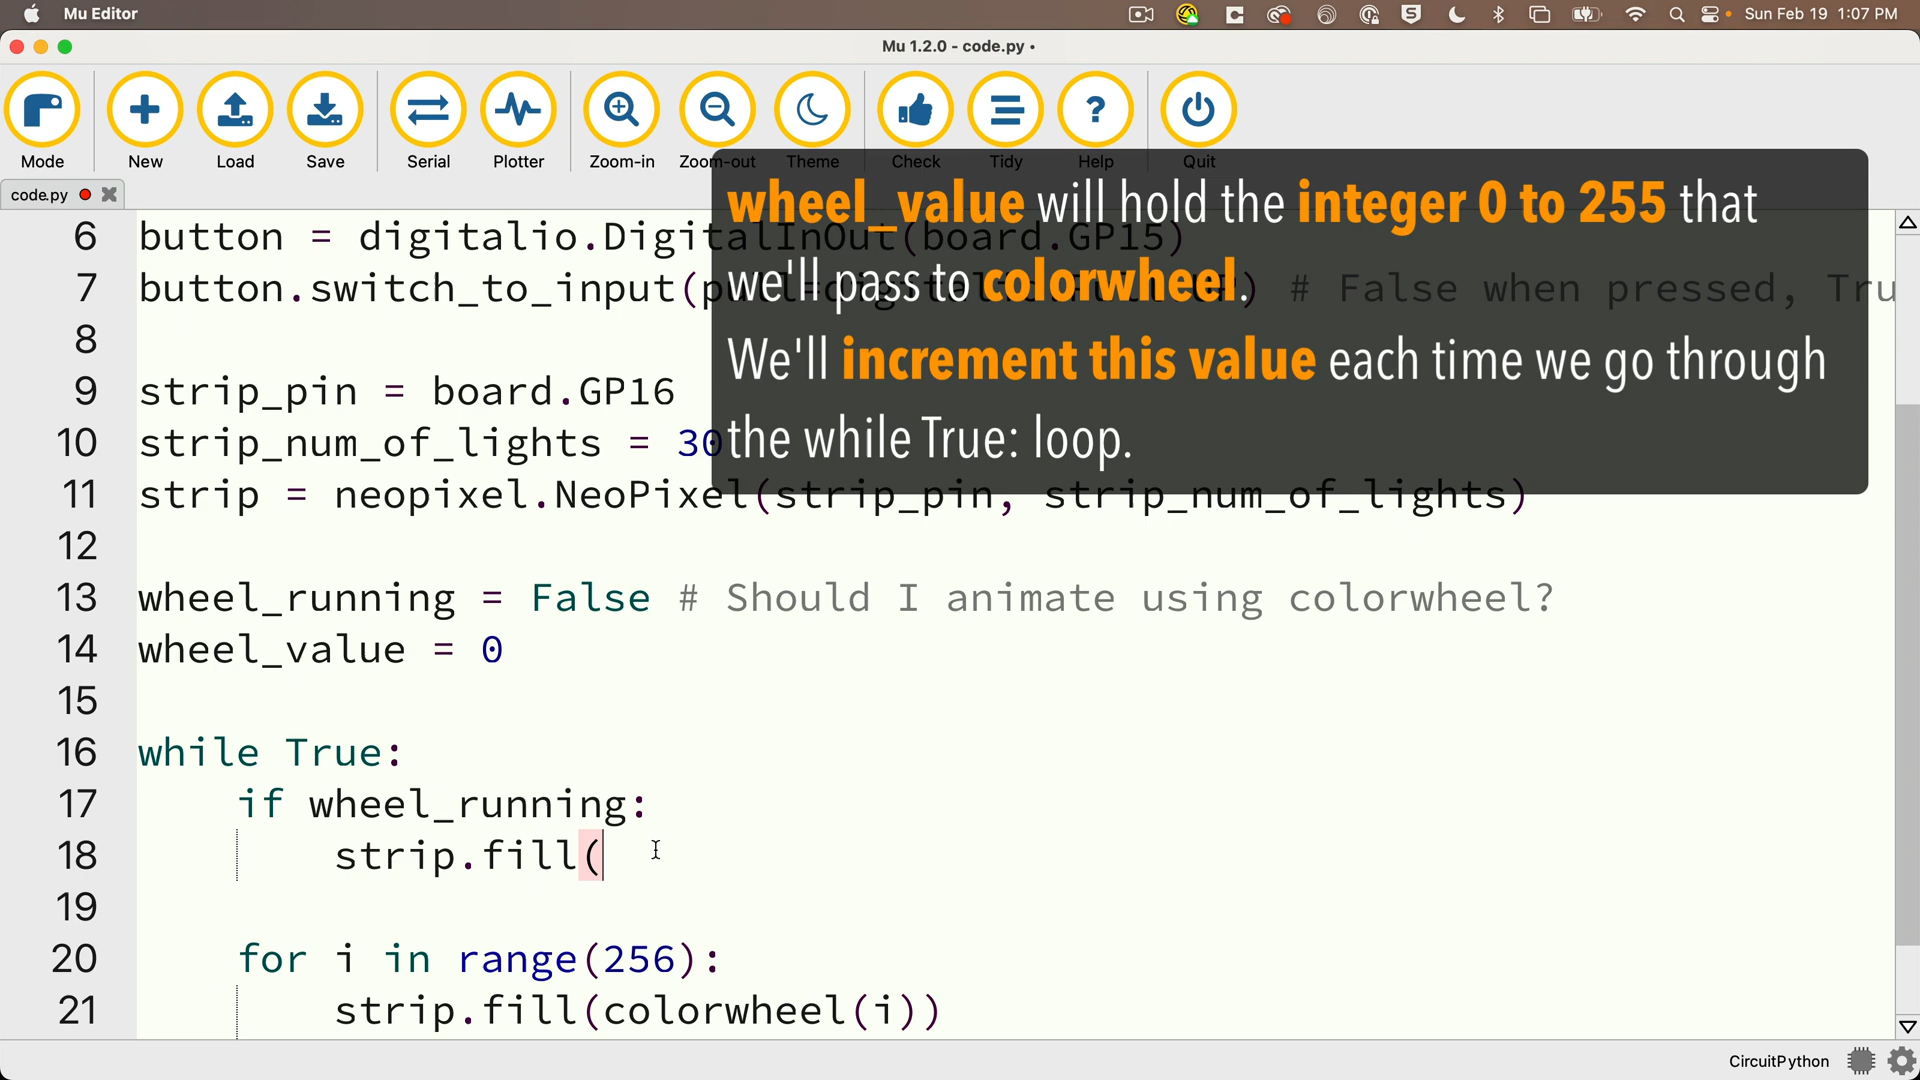 Mu Editor
Sun Feb 19 1:07 PM
Mu 1.2.0 - code.py •
Mode New Load Save Serial Plotter Zoom-in Zoom-out Theme Check Tidy Help Quit
code.py
wheel_value will hold the integer 0 to 255 that
we'll pass to colorwheel.
We'll increment this value each time we go through
the while True: loop.
6 button = digitalio.DigitalInOut(board.GP15)
7 button.switch_to_input( ) # False when pressed, Tru
8
9 strip_pin = board.GP16
10 strip_num_of_lights = 30
11 strip = neopixel.NeoPixel(strip_pin, strip_num_of_lights)
12
13 wheel_running = False # Should I animate using colorwheel?
14 wheel_value = 0
15
16 while True:
17 if wheel_running:
18 strip.fill(
19
20 for i in range(256):
21 strip.fill(colorwheel(i))
CircuitPython